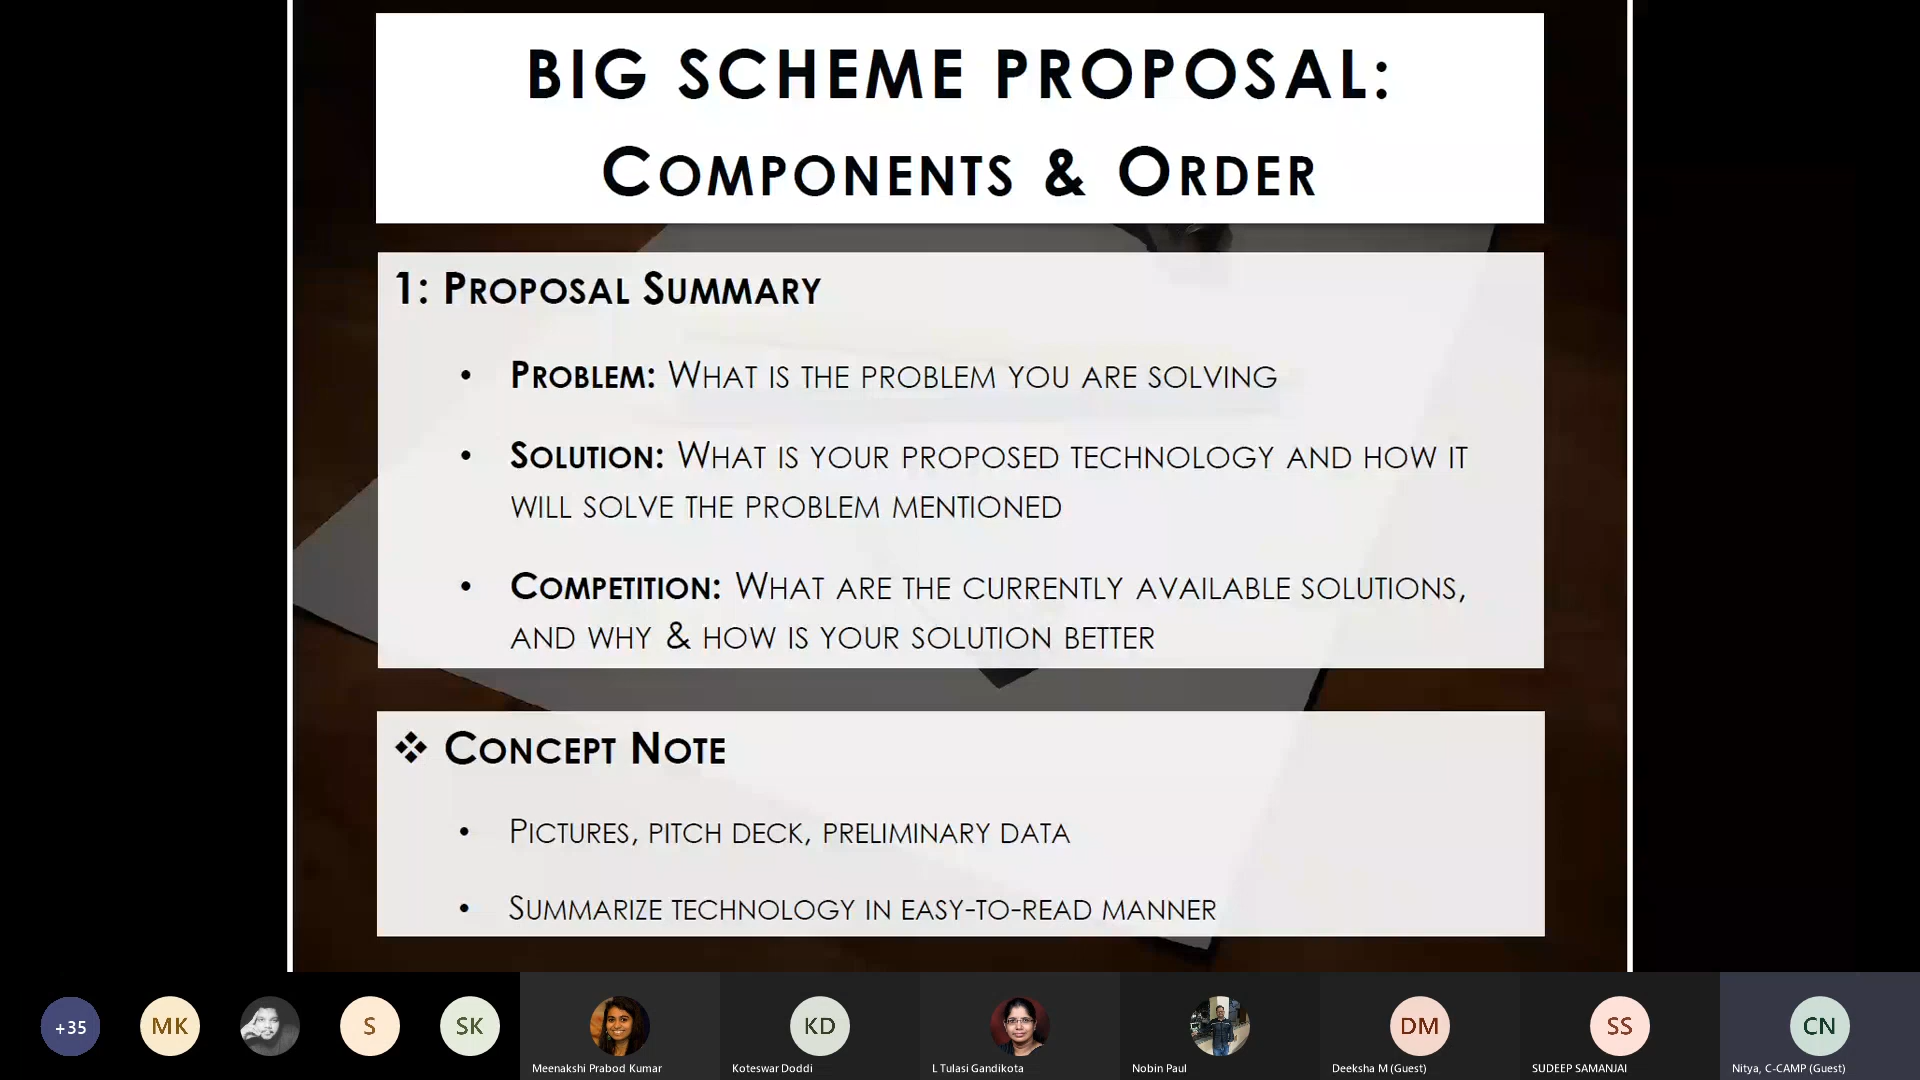 BIG SCHEME PROPOSAL:
COMPONENTS & ORDER
1: PROPOSAL SUMMARY
• PROBLEM: WHAT IS THE PROBLEM YOU ARE SOLVING
• SOLUTION: WHAT IS YOUR PROPOSED TECHNOLOGY AND HOW IT
WILL SOLVE THE PROBLEM MENTIONED
• COMPETITION: WHAT ARE THE CURRENTLY AVAILABLE SOLUTIONS,
AND WHY & HOW IS YOUR SOLUTION BETTER
❖ CONCEPT NOTE
• PICTURES, PITCH DECK, PRELIMINARY DATA
• SUMMARIZE TECHNOLOGY IN EASY-TO-READ MANNER
+35
MK
S
SK
KD
DM
SS
CN
Meenakshi Prabod Kumar
Koteswar Doddi
L Tulasi Gandikota
Nobin Paul
Deeksha M (Guest)
SUDEEP SAMANJAI
Nitya, C-CAMP (Guest)